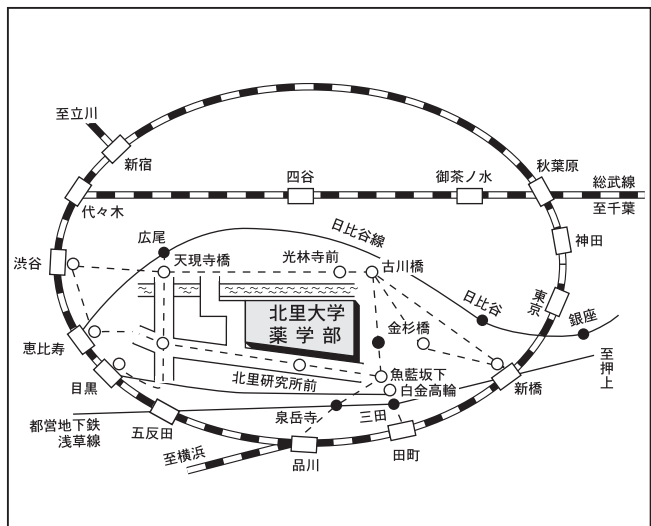 至立川
新宿
秋葉原
四谷
御茶ノ水
総武線
至千葉
代々木
広尾
日比谷線
神田
渋谷
天現寺橋
光林寺前
古川橋
東京
日比谷
銀座
北里大学
薬学部
金杉橋
恵比寿
至押上
目黒
北里研究所前
魚藍坂下
白金高輪
新橋
都営地下鉄
浅草線
五反田
泉岳寺
三田
至横浜
品川
田町